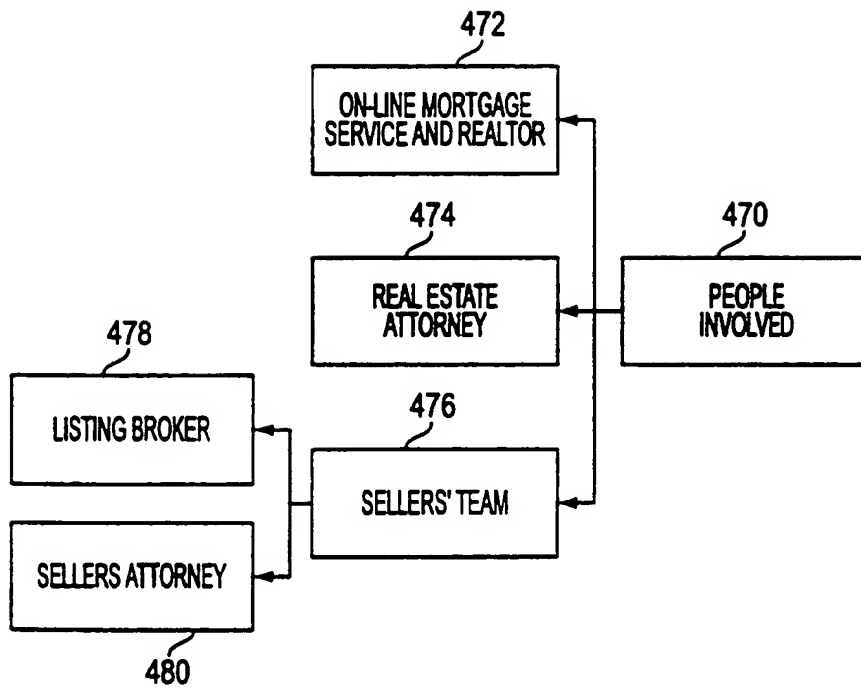 472
ON-LINE MORTGAGE
SERVICE AND REALTOR
474
REAL ESTATE
ATTORNEY
470
PEOPLE
INVOLVED
478
LISTING BROKER
476
SELLERS' TEAM
SELLERS ATTORNEY
480